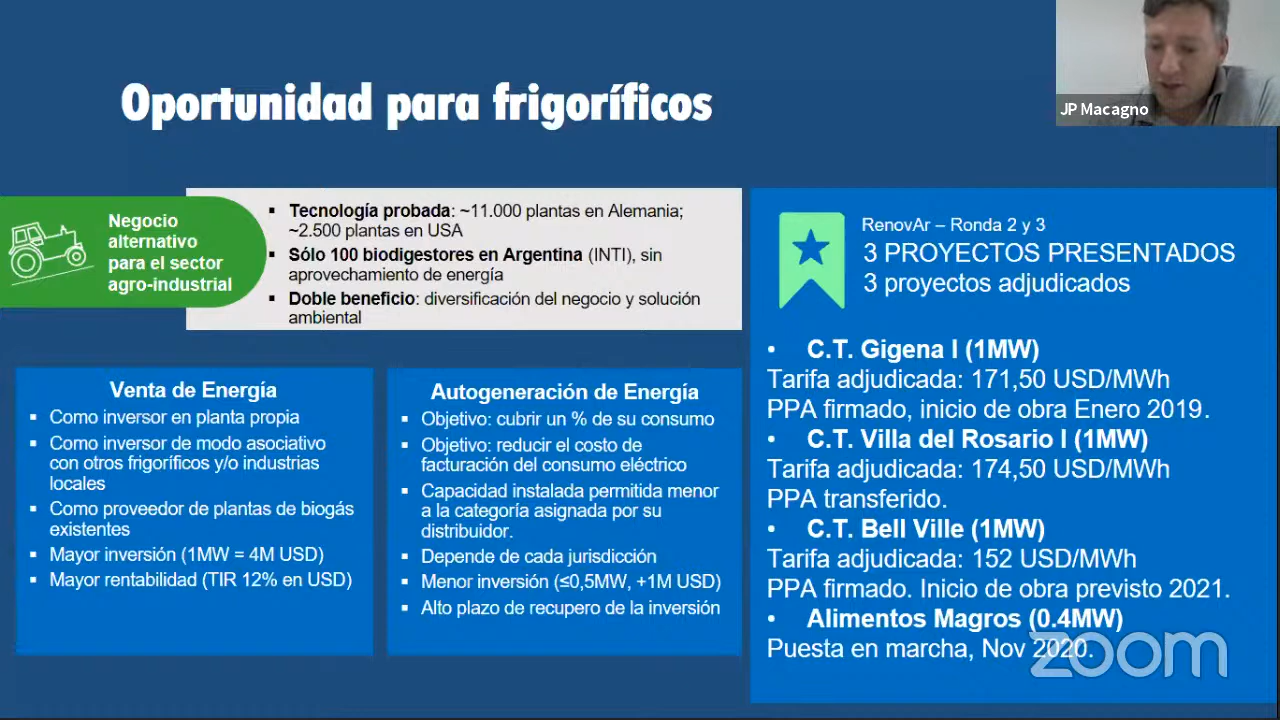 Oportunidad para frigoríficos
JP Macagno
Negocio
alternativo
para el sector
agro-industrial
▪ Tecnología probada: ~11.000 plantas en Alemania;
~2.500 plantas en USA
▪ Sólo 100 biodigestores en Argentina (INTI), sin
aprovechamiento de energía
▪ Doble beneficio: diversificación del negocio y solución
ambiental
Venta de Energía
▪ Como inversor en planta propia
▪ Como inversor de modo asociativo
con otros frigoríficos y/o industrias
locales
▪ Como proveedor de plantas de biogás
existentes
▪ Mayor inversión (1MW = 4M USD)
▪ Mayor rentabilidad (TIR 12% en USD)
Autogeneración de Energía
▪ Objetivo: cubrir un % de su consumo
▪ Objetivo: reducir el costo de
facturación del consumo eléctrico
▪ Capacidad instalada permitida menor
a la categoría asignada por su
distribuidor.
▪ Depende de cada jurisdicción
▪ Menor inversión (≤0,5MW, +1M USD)
▪ Alto plazo de recupero de la inversión
RenovAr – Ronda 2 y 3
3 PROYECTOS PRESENTADOS
3 proyectos adjudicados
• C.T. Gigena I (1MW)
Tarifa adjudicada: 171,50 USD/MWh
PPA firmado, inicio de obra Enero 2019.
• C.T. Villa del Rosario I (1MW)
Tarifa adjudicada: 174,50 USD/MWh
PPA transferido.
• C.T. Bell Ville (1MW)
Tarifa adjudicada: 152 USD/MWh
PPA firmado. Inicio de obra previsto 2021.
• Alimentos Magros (0.4MW)
Puesta en marcha, Nov 2020.
zoom